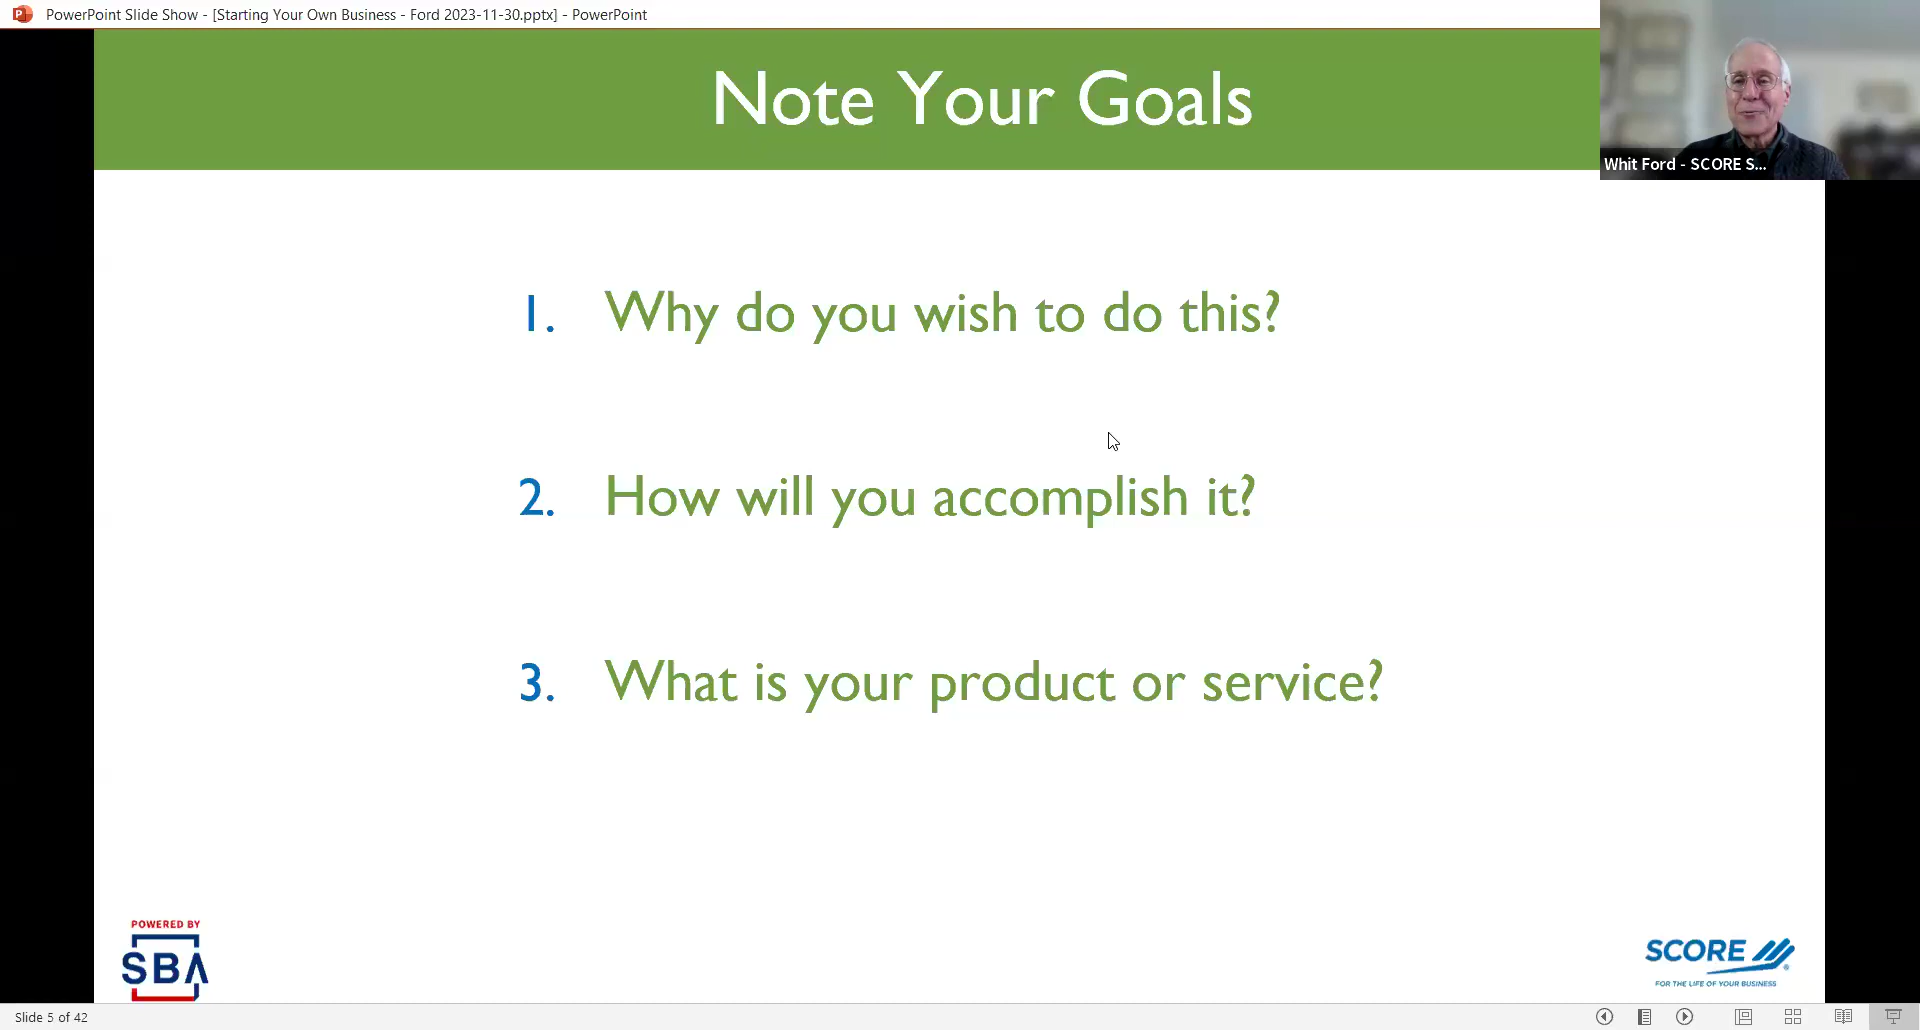 PowerPoint Slide Show - [Starting Your Own Business - Ford 2023-11-30.pptx] - PowerPoint
Note Your Goals
Whit Ford - SCORE S...
1. Why do you wish to do this?
2. How will you accomplish it?
3. What is your product or service?
POWERED BY
SBA
SCORE
FOR THE LIFE OF YOUR BUSINESS
Slide 5 of 42